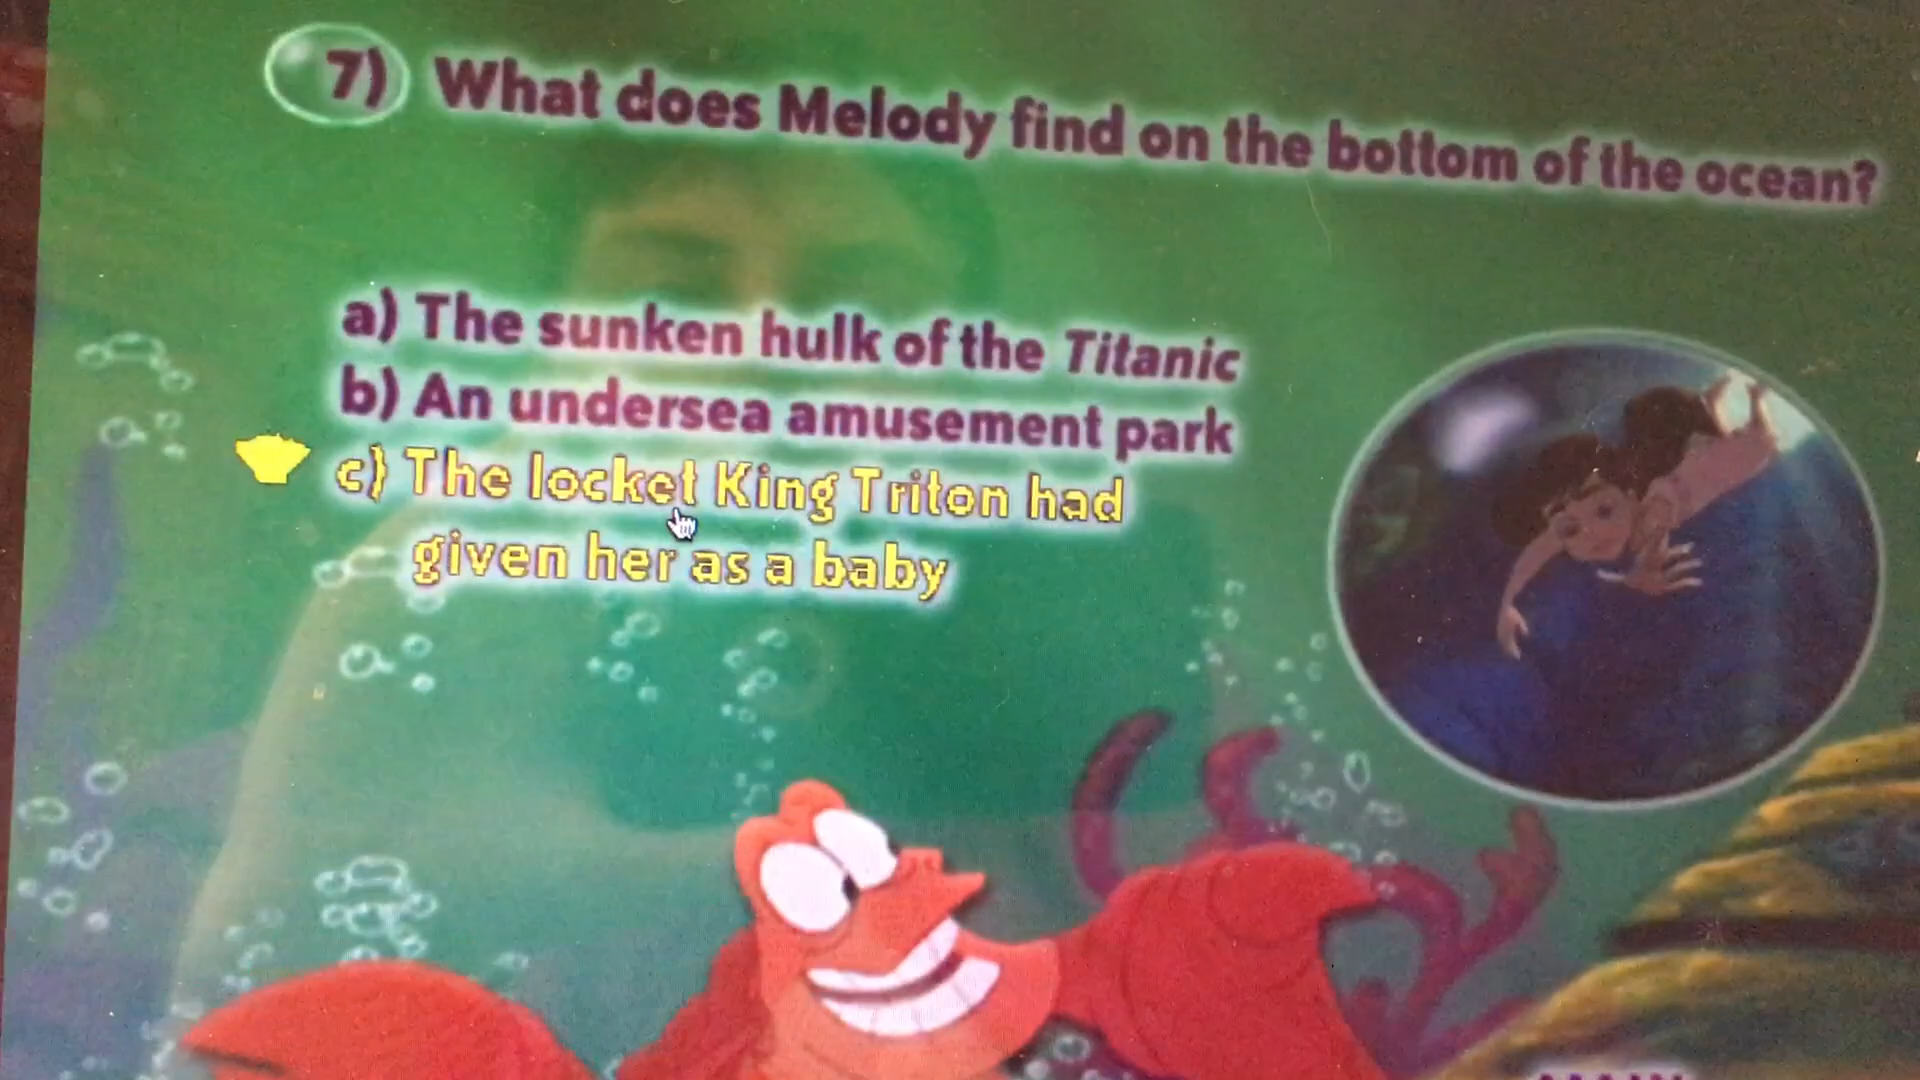 7) What does Melody find on the bottom of the ocean?
a) The sunken hulk of the Titanic
b) An undersea amusement park
c) The locket King Triton had
given her as a baby